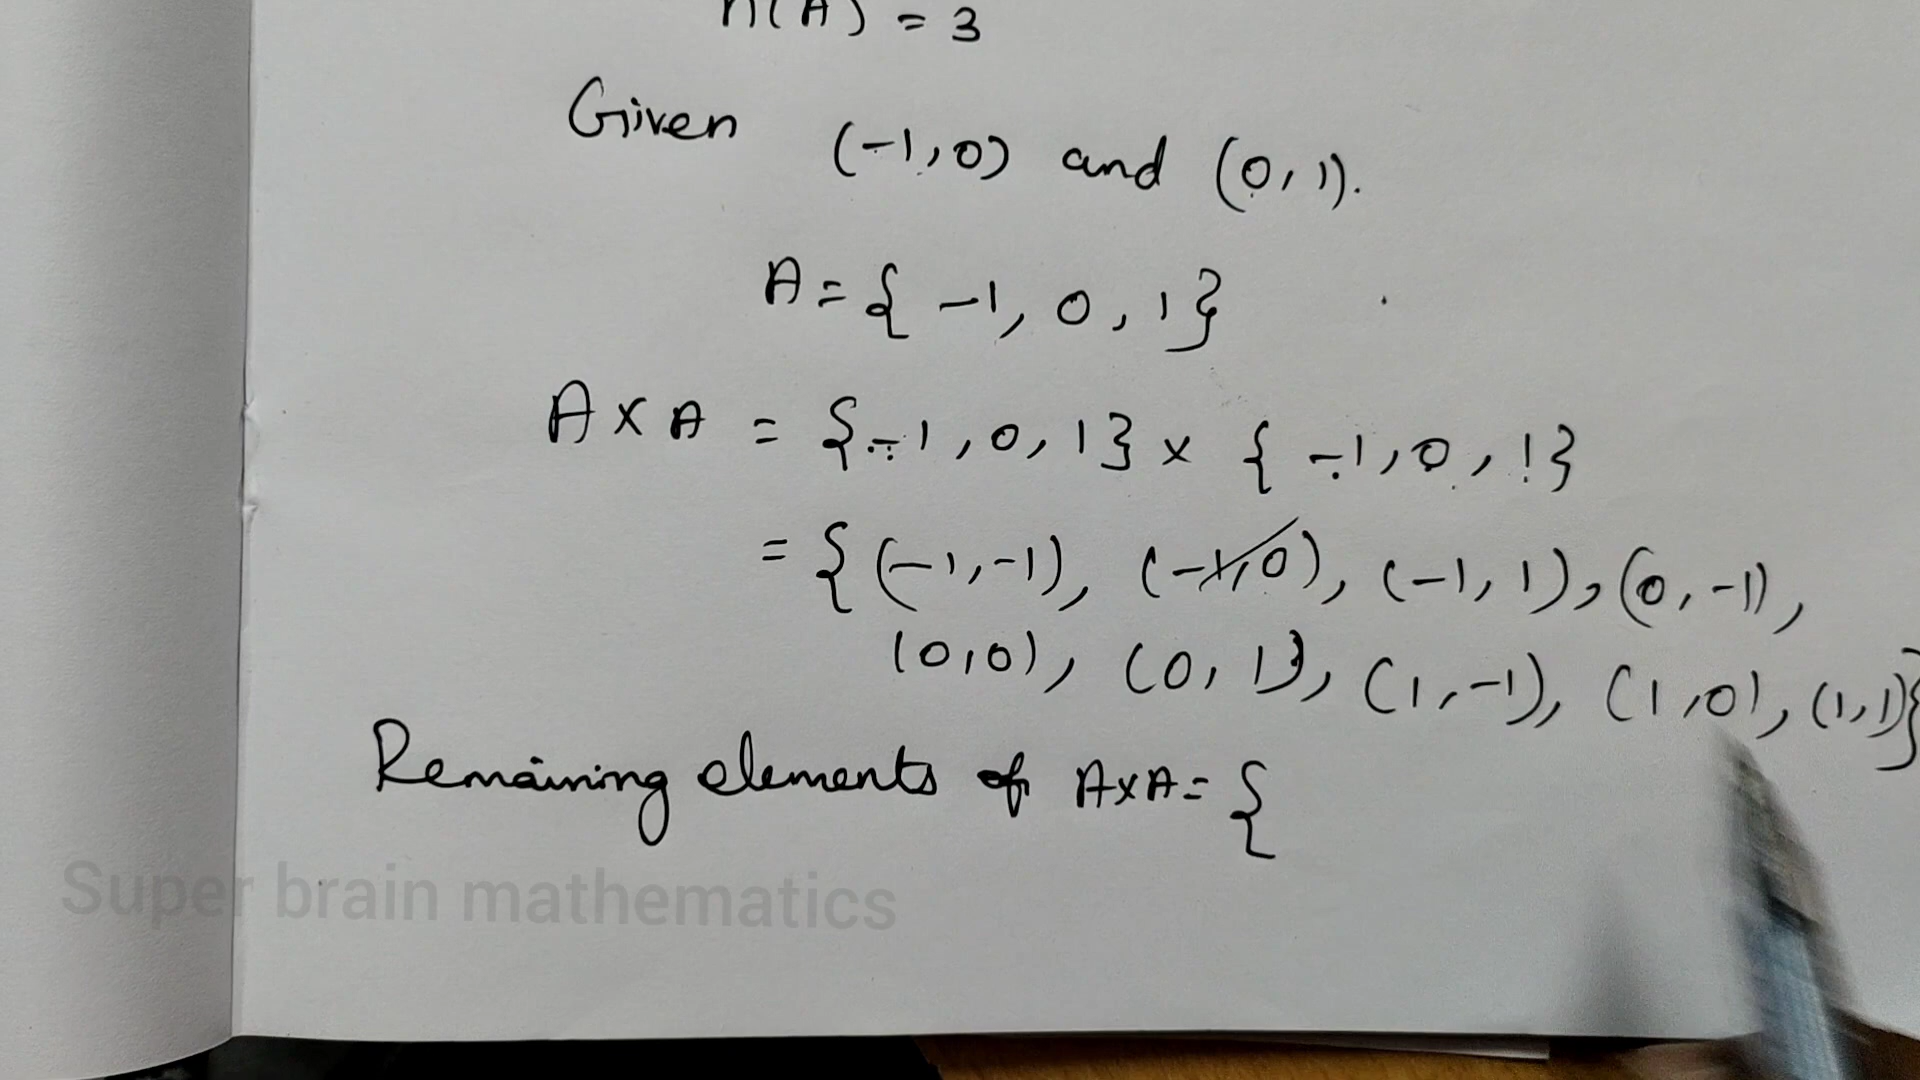 n(A) = 3
Given (-1,0) and (0,1).
A = { -1, 0, 1 }
A x A = { -1, 0, 1 } x { -1, 0, 1 }
= { (-1,-1), (-1,0), (-1,1), (0,-1),
(0,0), (0,1), (1,-1), (1,0), (1,1) }
Remaining elements of A x A = {
Super brain mathematics